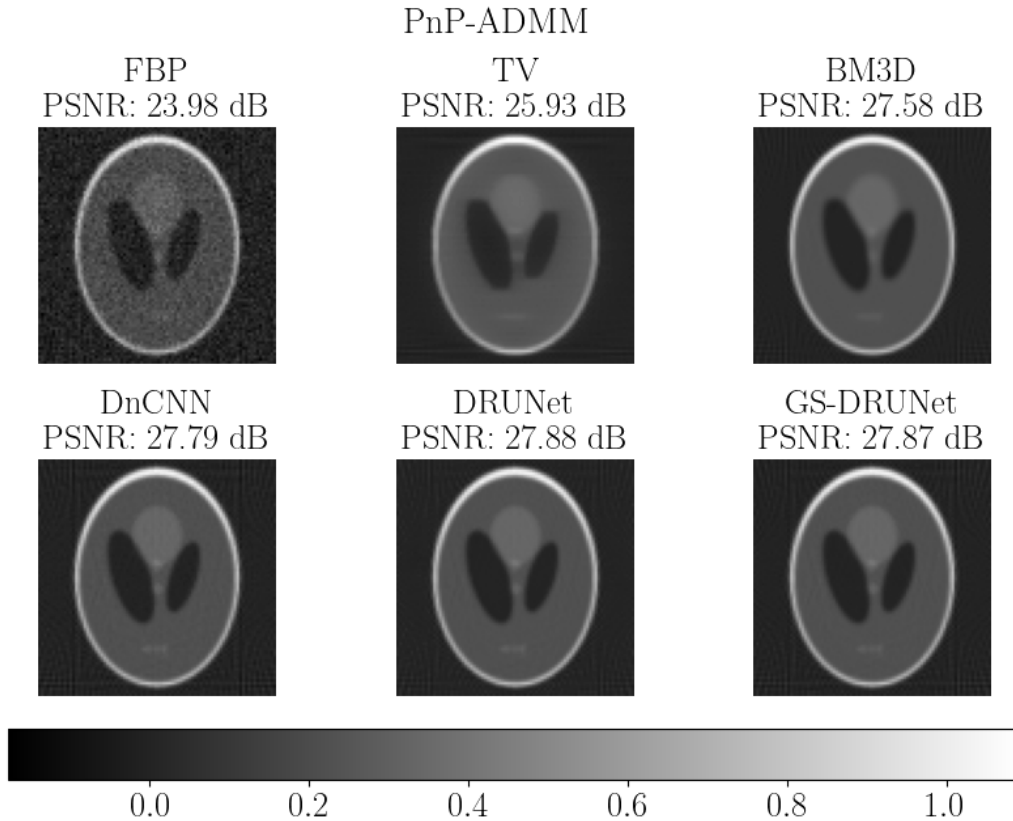 PnP-ADMM
FBP
PSNR: 23.98 dB
TV
PSNR: 25.93 dB
BM3D
PSNR: 27.58 dB
DnCNN
PSNR: 27.79 dB
DRUNet
PSNR: 27.88 dB
GS-DRUNet
PSNR: 27.87 dB
0.0 0.2 0.4 0.6 0.8 1.0